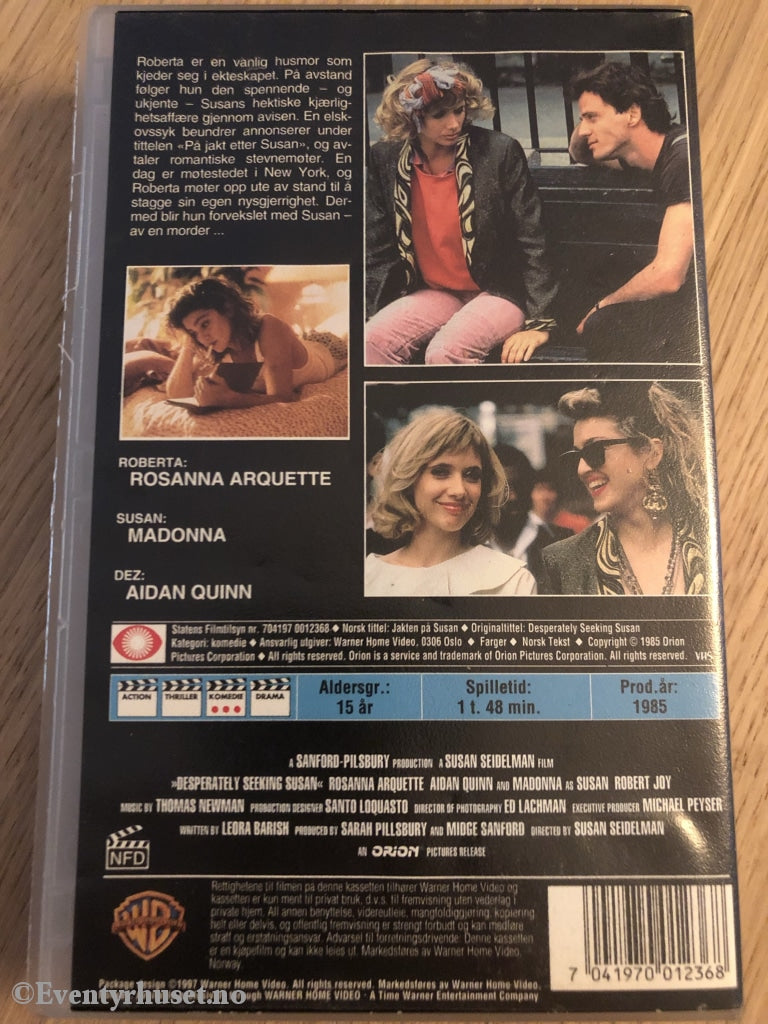 Roberta er en vanlig husmor som
kjeder seg i ekteskapet. På avstand
følger hun den spennende – og
ukjente – Susans hektiske kjærlig-
hetsaffære gjennom avisen. En elsk-
ovssyk beundrer annonserer under
tittelen «På jakt etter Susan», og av-
taler romantiske stevnemøter. En
dag er møtestedet i New York, og
Roberta møter opp ute av stand til å
stagge sin egen nysgjerrighet. Der-
med blir hun forvekslet med Susan –
av en morder ...
ROBERTA:
ROSANNA ARQUETTE
SUSAN:
MADONNA
DEZ:
AIDAN QUINN
Statens Filmtilsyn nr. 704197 0012368 ◆ Norsk tittel: Jakten på Susan ◆ Originaltittel: Desperately Seeking Susan
Kategori: komedie ◆ Ansvarlig utgiver: Warner Home Video, 0306 Oslo ◆ Farger ◆ Norsk Tekst ◆ Copyright © 1985 Orion
Pictures Corporation ◆ All rights reserved. Orion is a service and trademark of Orion Pictures Corporation. All rights reserved. VHS
ACTION THRILLER KOMEDIE DRAMA
Aldersgr.: Spilletid: Prod.år:
15 år 1 t. 48 min. 1985
A SANFORD-PILSBURY PRODUCTION A SUSAN SEIDELMAN FILM
»DESPERATELY SEEKING SUSAN« ROSANNA ARQUETTE AIDAN QUINN AND MADONNA AS SUSAN ROBERT JOY
MUSIC BY THOMAS NEWMAN PRODUCTION DESIGNER SANTO LOQUASTO DIRECTOR OF PHOTOGRAPHY ED LACHMAN EXECUTIVE PRODUCER MICHAEL PEYSER
WRITTEN BY LEORA BARISH PRODUCED BY SARAH PILLSBURY AND MIDGE SANFORD DIRECTED BY SUSAN SEIDELMAN
AN ORION PICTURES RELEASE
NFD
WB
Rettighetene til filmen på denne kassetten tilhører Warner Home Video og
kassetten er kun ment til privat bruk, d.v.s. til fremvisning uten vederlag i
private hjem. All annen benyttelse, videreutleie, mangfoldiggjøring, kopiering
helt eller delvis, og offentlig fremvisning er strengt forbudt og kan medføre
straff og erstatningsansvar. Advarsel til forretningsdrivende: Denne kassetten
er en kjøpefilm og kan ikke leies ut. Markedsføres av Warner Home Video,
Norway.
7 041970 012368
Package Design ©1997 Warner Home Video. All rights reserved. Markedsføres av Warner Home Video,
WARNER HOME VIDEO · A Time Warner Entertainment Company
©Eventyrhuset.no